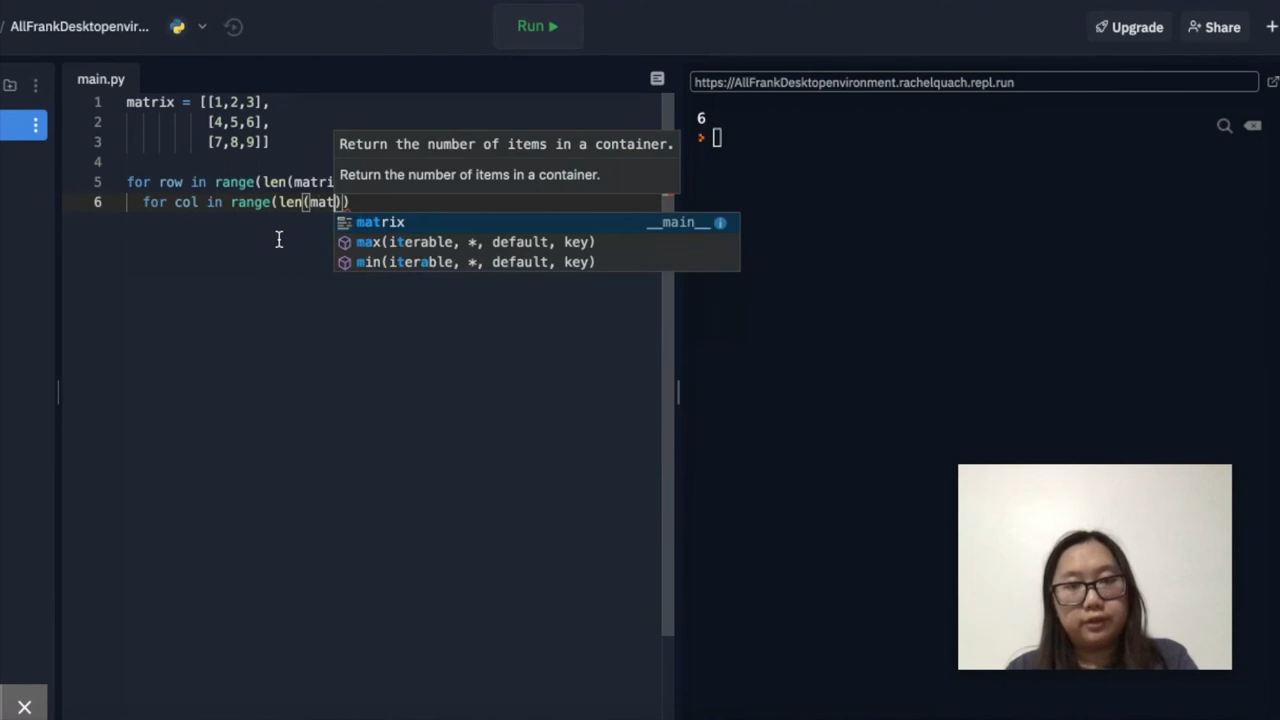 / AllFrankDesktopenvir...
Run
Upgrade
Share
main.py
https://AllFrankDesktopenvironment.rachelquach.repl.run
1 matrix = [[1,2,3],
2 [4,5,6],
3 [7,8,9]]
4
5 for row in range(len(matri
6 for col in range(len(mat))
Return the number of items in a container.
Return the number of items in a container.
matrix __main__
max(iterable, *, default, key)
min(iterable, *, default, key)
6